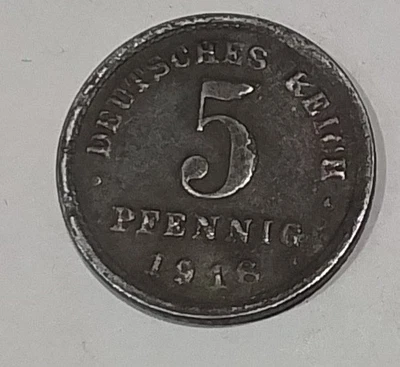 DEUTSCHES REICH
5
PFENNIG
1918